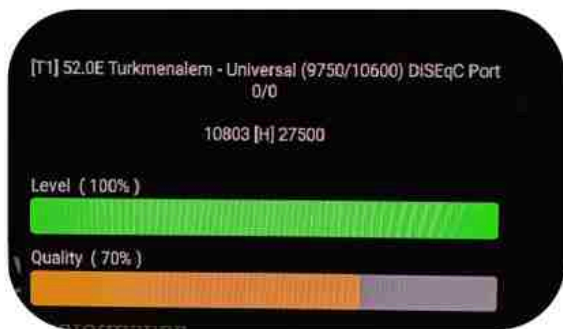 [T1] 52.0E Turkmenalem - Universal (9750/10600) DiSEqC Port
0/0
10803 [H] 27500
Level ( 100% )
Quality ( 70% )